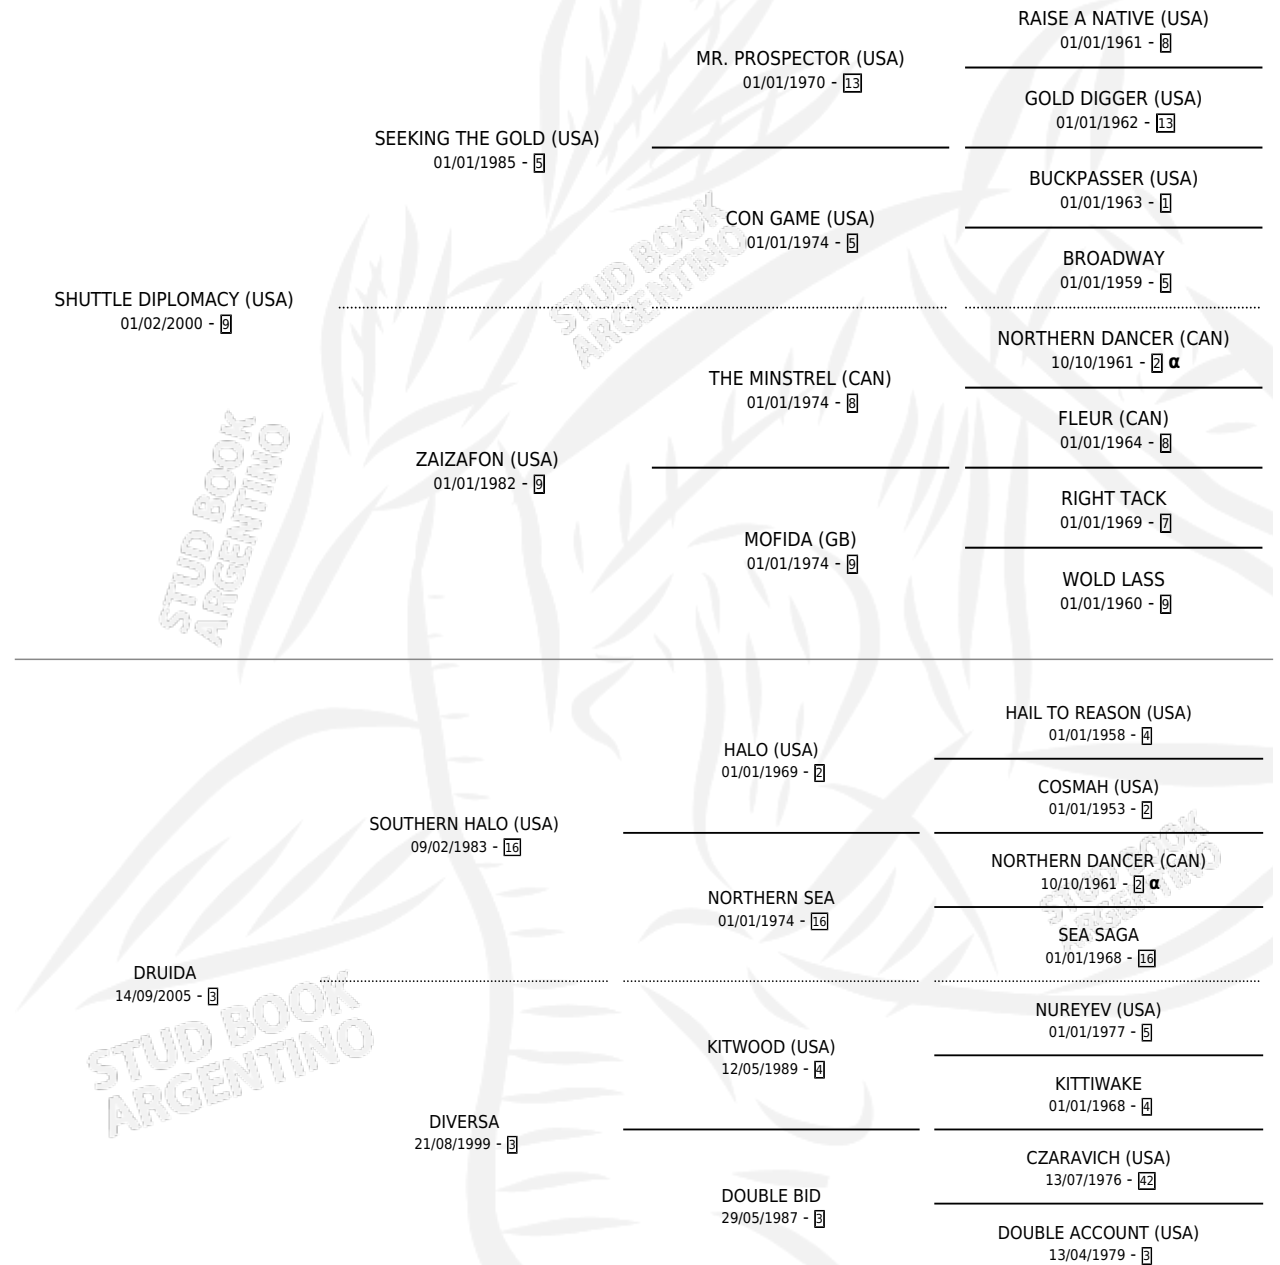 RAISE A NATIVE (USA)
01/01/1961 - 8
MR. PROSPECTOR (USA)
01/01/1970 - 13
GOLD DIGGER (USA)
01/01/1962 - 13
SEEKING THE GOLD (USA)
01/01/1985 - 5
BUCKPASSER (USA)
01/01/1963 - 1
CON GAME (USA)
01/01/1974 - 5
BROADWAY
01/01/1959 - 5
SHUTTLE DIPLOMACY (USA)
01/02/2000 - 9
NORTHERN DANCER (CAN)
10/10/1961 - 2 α
THE MINSTREL (CAN)
01/01/1974 - 8
FLEUR (CAN)
01/01/1964 - 8
ZAIZAFON (USA)
01/01/1982 - 9
RIGHT TACK
01/01/1969 - 7
MOFIDA (GB)
01/01/1974 - 9
WOLD LASS
01/01/1960 - 9
HAIL TO REASON (USA)
01/01/1958 - 4
HALO (USA)
01/01/1969 - 2
COSMAH (USA)
01/01/1953 - 2
SOUTHERN HALO (USA)
09/02/1983 - 16
NORTHERN DANCER (CAN)
10/10/1961 - 2 α
NORTHERN SEA
01/01/1974 - 16
SEA SAGA
01/01/1968 - 16
DRUIDA
14/09/2005 - 3
NUREYEV (USA)
01/01/1977 - 5
KITWOOD (USA)
12/05/1989 - 4
KITTIWAKE
01/01/1968 - 4
DIVERSA
21/08/1999 - 3
CZARAVICH (USA)
13/07/1976 - 42
DOUBLE BID
29/05/1987 - 3
DOUBLE ACCOUNT (USA)
13/04/1979 - 3
STUD BOOK
ARGENTINO
STUD BOOK
ARGENTINO
STUD BOOK
ARGENTINO
STUD BOOK
ARGENTINO